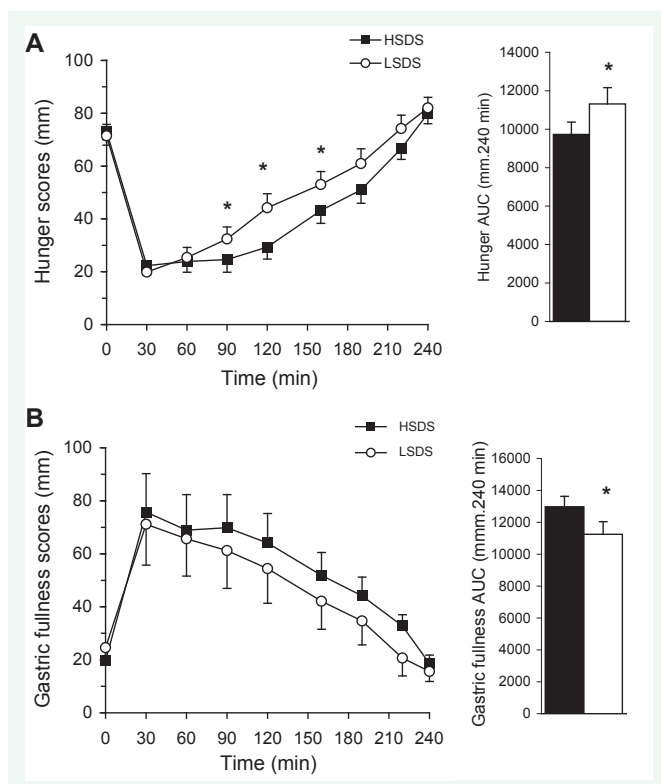 A
HSDS
LSDS
Hunger scores (mm)
100
80
60
40
20
0
* * *
0 30 60 90 120 150 180 210 240
Time (min)
Hunger AUC (mm.240 min)
14000
12000
10000
8000
6000
4000
2000
0
*
B
HSDS
LSDS
Gastric fullness scores (mm)
100
80
60
40
20
0
0 30 60 90 120 150 180 210 240
Time (min)
Gastric fullness AUC (mmm.240 min)
16000
14000
12000
10000
8000
6000
4000
2000
0
*